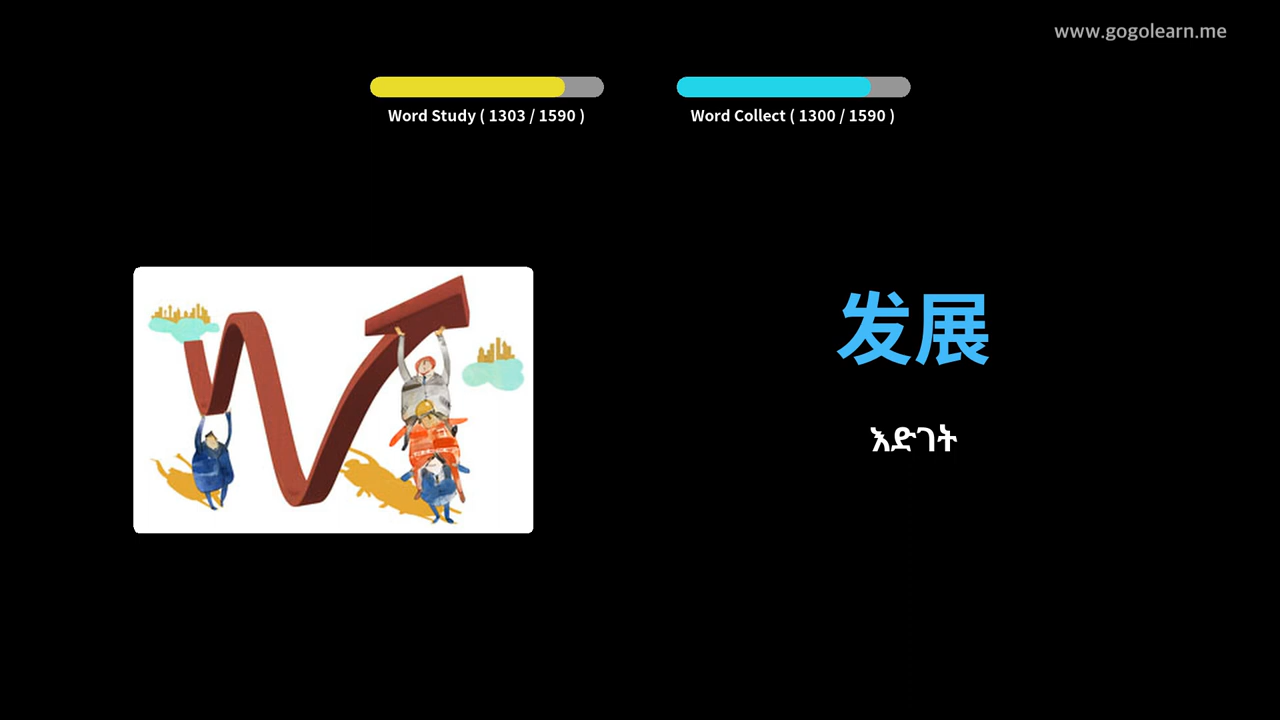 www.gogolearn.me
Word Study ( 1303 / 1590 )
Word Collect ( 1300 / 1590 )
发展
እድገት